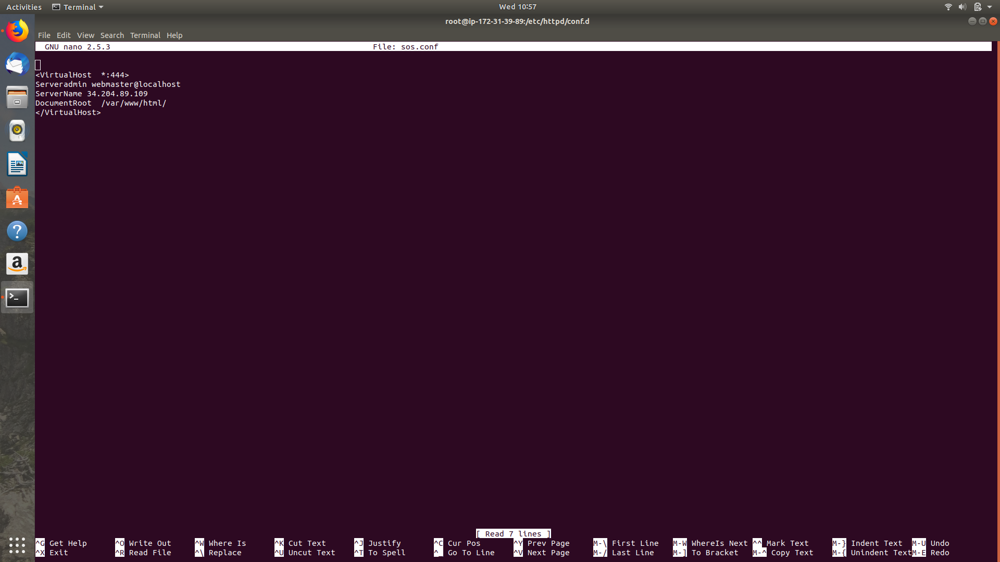 Activities Terminal Wed 10:57
root@ip-172-31-39-89:/etc/httpd/conf.d
File Edit View Search Terminal Help
GNU nano 2.5.3 File: sos.conf
<VirtualHost  *:444>
Serveradmin webmaster@localhost
ServerName 34.204.89.109
DocumentRoot  /var/www/html/
</VirtualHost>
[ Read 7 lines ]
^G Get Help ^O Write Out ^W Where Is ^K Cut Text ^J Justify ^C Cur Pos ^Y Prev Page M-\ First Line M-W WhereIs Next ^^ Mark Text M-} Indent Text M-U Undo
^X Exit ^R Read File ^\ Replace ^U Uncut Text ^T To Spell ^_ Go To Line ^V Next Page M-/ Last Line M-] To Bracket M-^ Copy Text M-{ Unindent Text M-E Redo